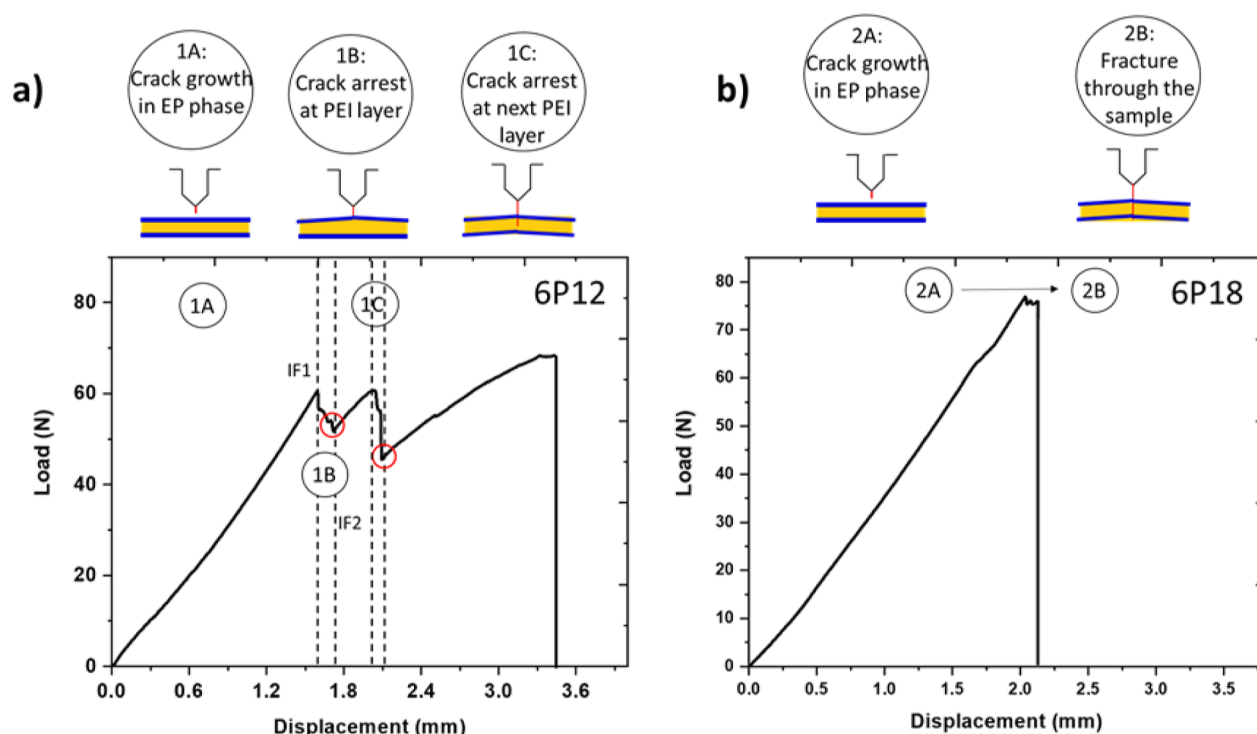 a)
1A:
Crack growth
in EP phase
1B:
Crack arrest
at PEI layer
1C:
Crack arrest
at next PEI
layer
6P12
1A
1C
IF1
1B
IF2
80
60
40
20
0
Load (N)
0.0 0.6 1.2 1.8 2.4 3.0 3.6
Displacement (mm)
b)
2A:
Crack growth
in EP phase
2B:
Fracture
through the
sample
2A
2B
6P18
80
75
70
60
50
45
40
30
20
15
10
0
Load (N)
0.0 0.5 1.0 1.5 2.0 2.5 3.0 3.5
Displacement (mm)